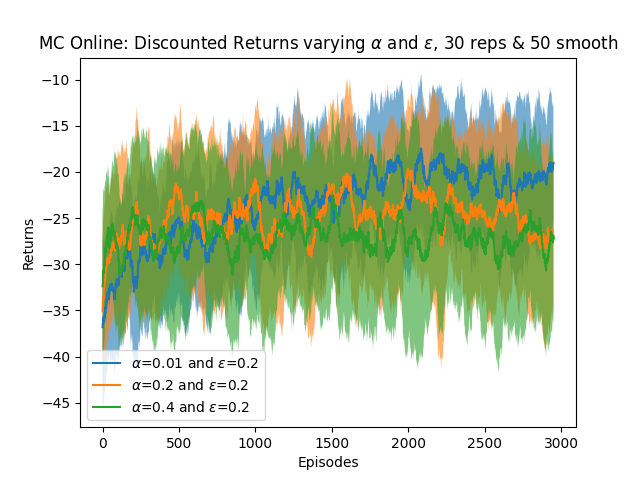 MC Online: Discounted Returns varying α and ε, 30 reps & 50 smooth
Returns
−10
−15
−20
−25
−30
−35
−40
−45
α=0.01 and ε=0.2
α=0.2 and ε=0.2
α=0.4 and ε=0.2
0 500 1000 1500 2000 2500 3000
Episodes